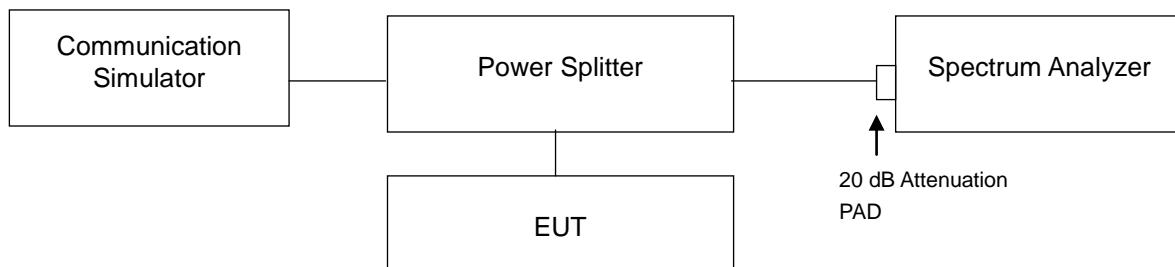 Communication
Simulator
Power Splitter
Spectrum Analyzer
20 dB Attenuation
PAD
EUT